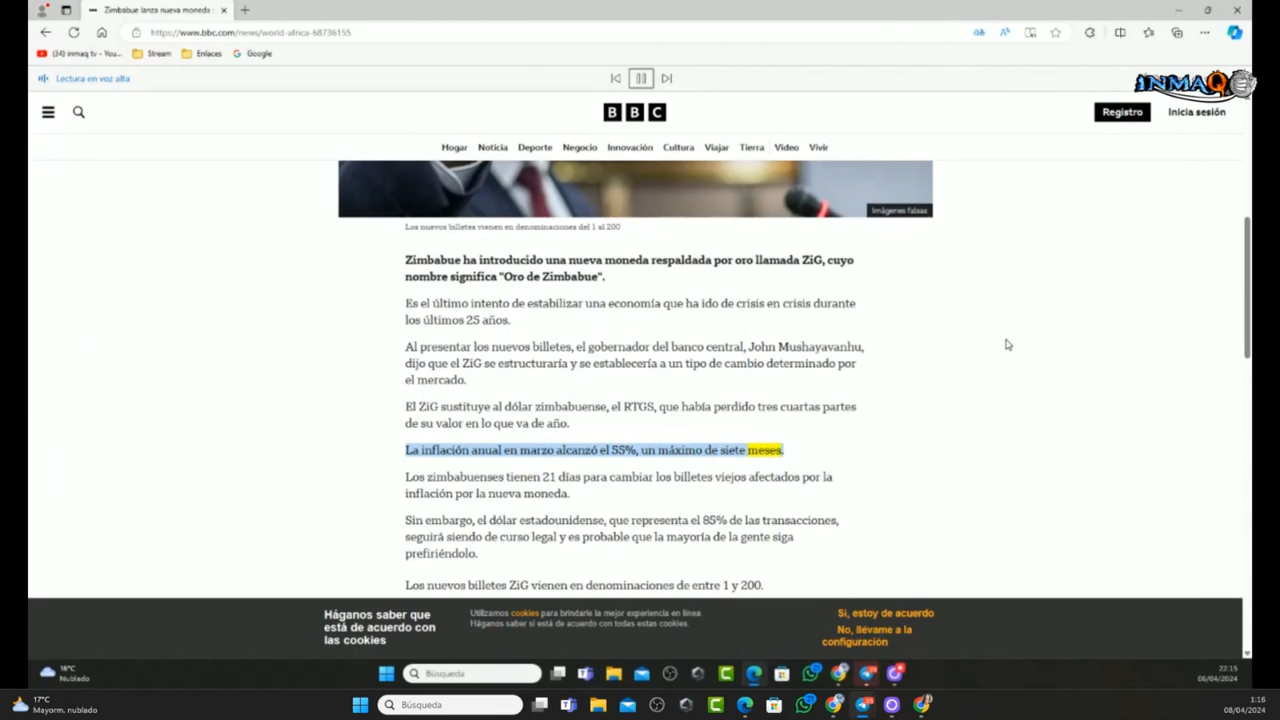 Zimbabue lanza nueva moneda
https://www.bbc.com/news/world-africa-68736155
(34) inmaq tv - You...
Stream
Enlaces
Google
Lectura en voz alta
INMAQ
BBC
Registro
Inicia sesión
Hogar Noticia Deporte Negocio Innovación Cultura Viajar Tierra Video Vivir
Imágenes falsas
Los nuevos billetes vienen en denominaciones del 1 al 200
Zimbabue ha introducido una nueva moneda respaldada por oro llamada ZiG, cuyo
nombre significa "Oro de Zimbabue".
Es el último intento de estabilizar una economía que ha ido de crisis en crisis durante
los últimos 25 años.
Al presentar los nuevos billetes, el gobernador del banco central, John Mushayavanhu,
dijo que el ZiG se estructuraría y se establecería a un tipo de cambio determinado por
el mercado.
El ZiG sustituye al dólar zimbabuense, el RTGS, que había perdido tres cuartas partes
de su valor en lo que va de año.
La inflación anual en marzo alcanzó el 55%, un máximo de siete meses.
Los zimbabuenses tienen 21 días para cambiar los billetes viejos afectados por la
inflación por la nueva moneda.
Sin embargo, el dólar estadounidense, que representa el 85% de las transacciones,
seguirá siendo de curso legal y es probable que la mayoría de la gente siga
prefiriéndolo.
Los nuevos billetes ZiG vienen en denominaciones de entre 1 y 200.
Háganos saber que
está de acuerdo con
las cookies
Utilizamos cookies para brindarle la mejor experiencia en línea
Háganos saber si está de acuerdo con todas estas cookies.
Si, estoy de acuerdo
No, llévame a la
configuración
16°C
Nublado
Búsqueda
22:15
06/04/2024
17°C
Mayorm. nublado
Búsqueda
1:16
08/04/2024